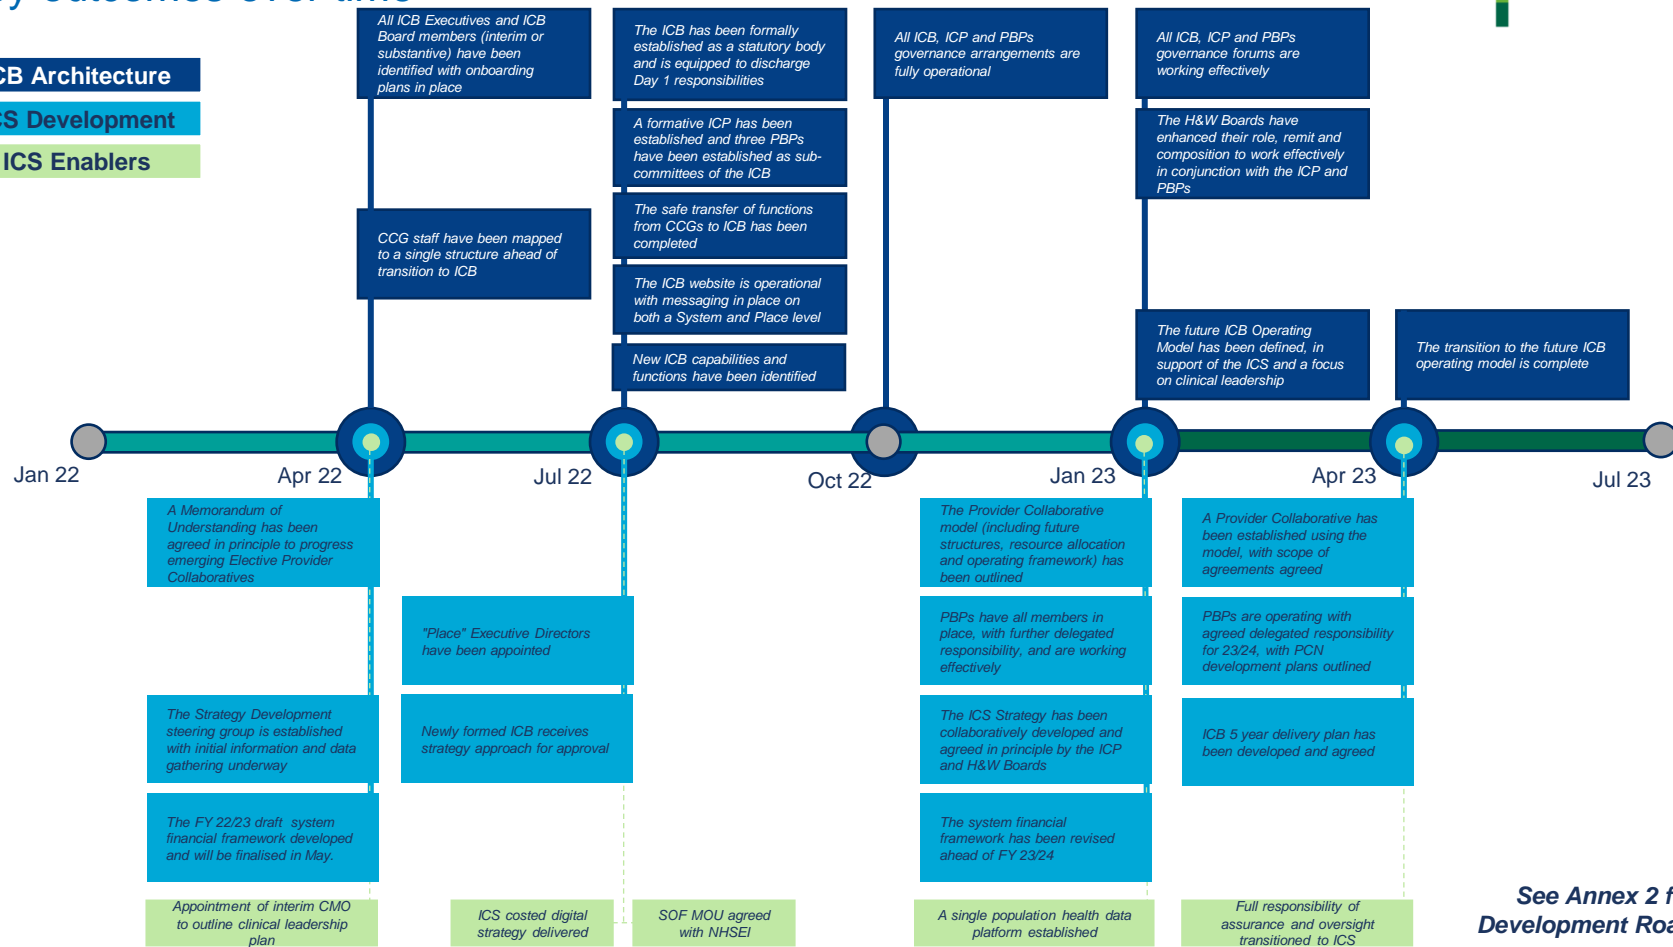 outcomes over time
Architecture
Development
ICS Enablers
All ICB Executives and ICB
Board members (interim or
substantive) have been
identified with onboarding
plans in place
The ICB has been formally
established as a statutory body
and is equipped to discharge
Day 1 responsibilities
All ICB, ICP and PBPs
governance arrangements are
fully operational
All ICB, ICP and PBPs
governance forums are
working effectively
A formative ICP has been
established and three PBPs
have been established as sub-
committees of the ICB
The H&W Boards have
enhanced their role, remit and
composition to work effectively
in conjunction with the ICP and
PBPs
CCG staff have been mapped
to a single structure ahead of
transition to ICB
The safe transfer of functions
from CCGs to ICB has been
completed
The ICB website is operational
with messaging in place on
both a System and Place level
New ICB capabilities and
functions have been identified
The future ICB Operating
Model has been defined, in
support of the ICS and a focus
on clinical leadership
The transition to the future ICB
operating model is complete
Jan 22
Apr 22
Jul 22
Oct 22
Jan 23
Apr 23
Jul 23
A Memorandum of
Understanding has been
agreed in principle to progress
emerging Elective Provider
Collaboratives
The Strategy Development
steering group is established
with initial information and data
gathering underway
The FY 22/23 draft system
financial framework developed
and will be finalised in May.
"Place" Executive Directors
have been appointed
Newly formed ICB receives
strategy approach for approval
The Provider Collaborative
model (including future
structures, resource allocation
and operating framework) has
been outlined
PBPs have all members in
place, with further delegated
responsibility, and are working
effectively
The ICS Strategy has been
collaboratively developed and
agreed in principle by the ICP
and H&W Boards
The system financial
framework has been revised
ahead of FY 23/24
A Provider Collaborative has
been established using the
model, with scope of
agreements agreed
PBPs are operating with
agreed delegated responsibility
for 23/24, with PCN
development plans outlined
ICB 5 year delivery plan has
been developed and agreed
Appointment of interim CMO
to outline clinical leadership
plan
ICS costed digital
strategy delivered
SOF MOU agreed
with NHSEI
A single population health data
platform established
Full responsibility of
assurance and oversight
transitioned to ICS
See Annex 2
Development